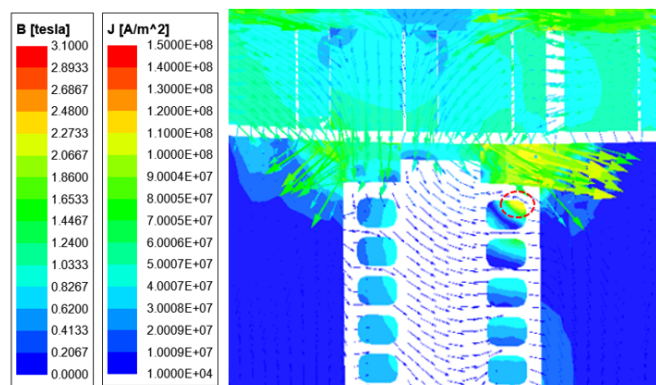 B [tesla]
3.1000
2.8933
2.6867
2.4800
2.2733
2.0667
1.8600
1.6533
1.4467
1.2400
1.0333
0.8267
0.6200
0.4133
0.2067
0.0000
J [A/m^2]
1.5000E+08
1.4000E+08
1.3000E+08
1.2000E+08
1.1000E+08
1.0000E+08
9.0004E+07
8.0005E+07
7.0005E+07
6.0006E+07
5.0006E+07
4.0007E+07
3.0008E+07
2.0009E+07
1.0009E+07
1.0000E+04